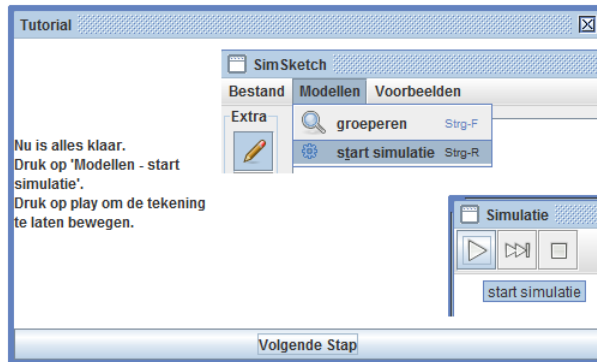 Tutorial
SimSketch
Bestand Modellen Voorbeelden
Extra
groeperen Strg-F
start simulatie Strg-R
Nu is alles klaar.
Druk op 'Modellen - start
simulatie'.
Druk op play om de tekening
te laten bewegen.
Simulatie
start simulatie
Volgende Stap